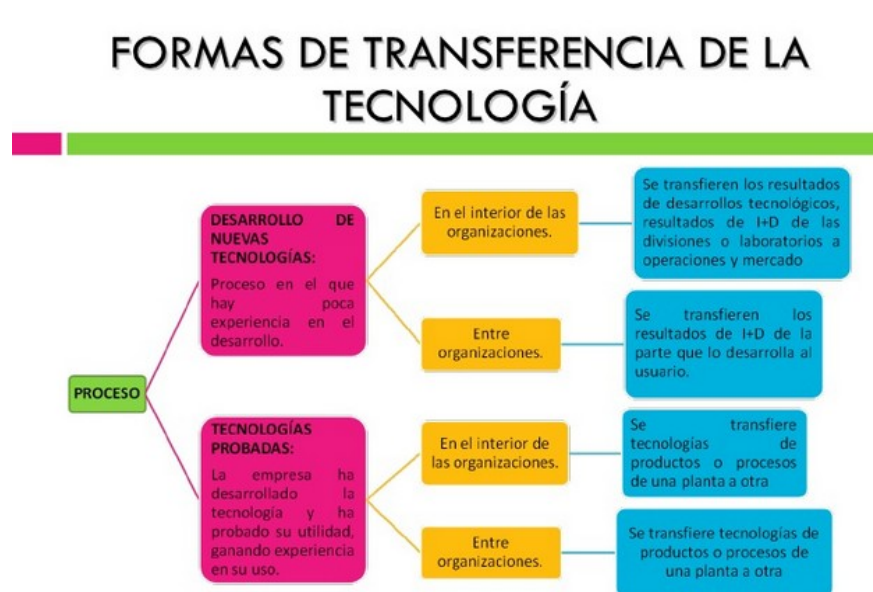 FORMAS DE TRANSFERENCIA DE LA
TECNOLOGÍA
PROCESO
DESARROLLO DE
NUEVAS
TECNOLOGÍAS:
Proceso en el que
hay poca
experiencia en el
desarrollo.
En el interior de las
organizaciones.
Se transfieren los resultados
de desarrollos tecnológicos,
resultados de I+D de las
divisiones o laboratorios a
operaciones y mercado
Entre
organizaciones.
Se transfieren los
resultados de I+D de la
parte que lo desarrolla al
usuario.
TECNOLOGÍAS
PROBADAS:
La empresa ha
desarrollado la
tecnología y ha
probado su utilidad,
ganando experiencia
en su uso.
En el interior de
las organizaciones.
Se transfiere
tecnologías de
productos o procesos
de una planta a otra
Entre
organizaciones.
Se transfiere tecnologías de
productos o procesos de
una planta a otra